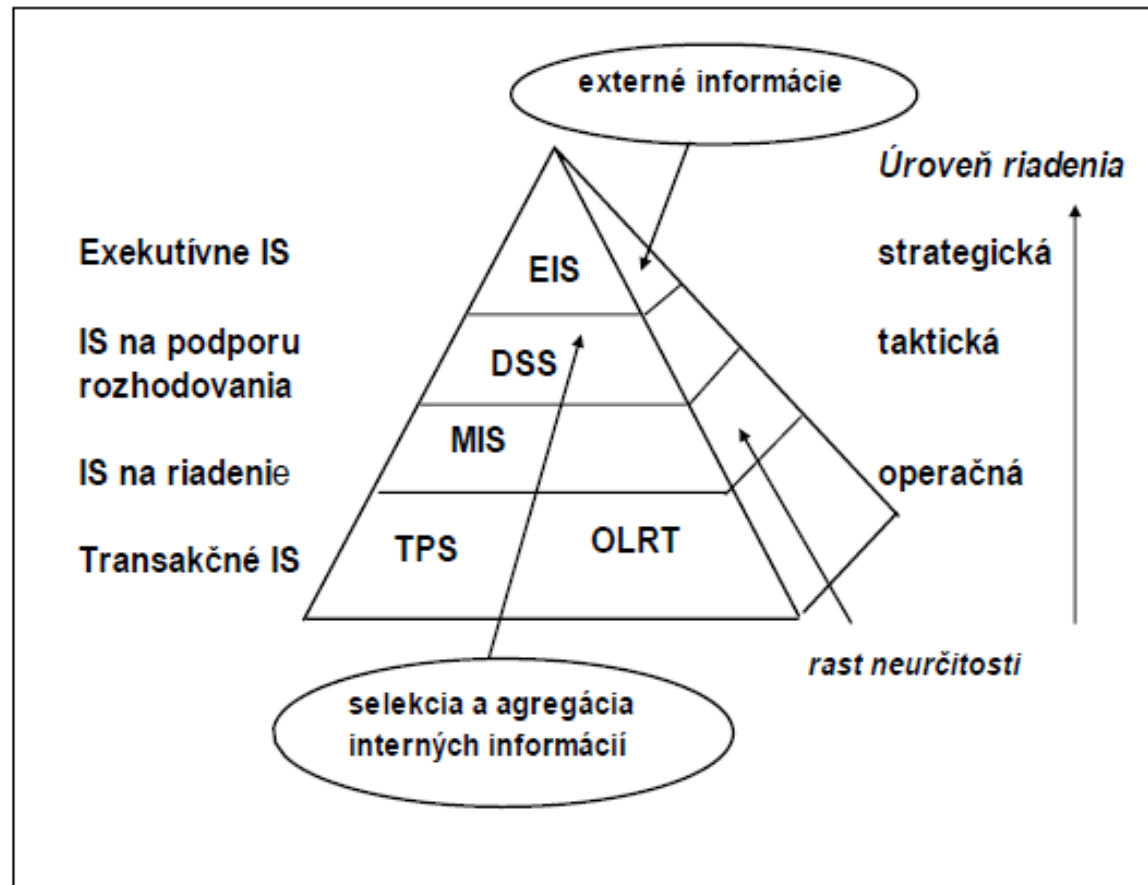 externé informácie
Úroveň riadenia
Exekutívne IS
EIS
strategická
IS na podporu
rozhodovania
DSS
taktická
MIS
IS na riadenie
operačná
Transakčné IS
TPS
OLRT
rast neurčitosti
selekcia a agregácia
interných informácií